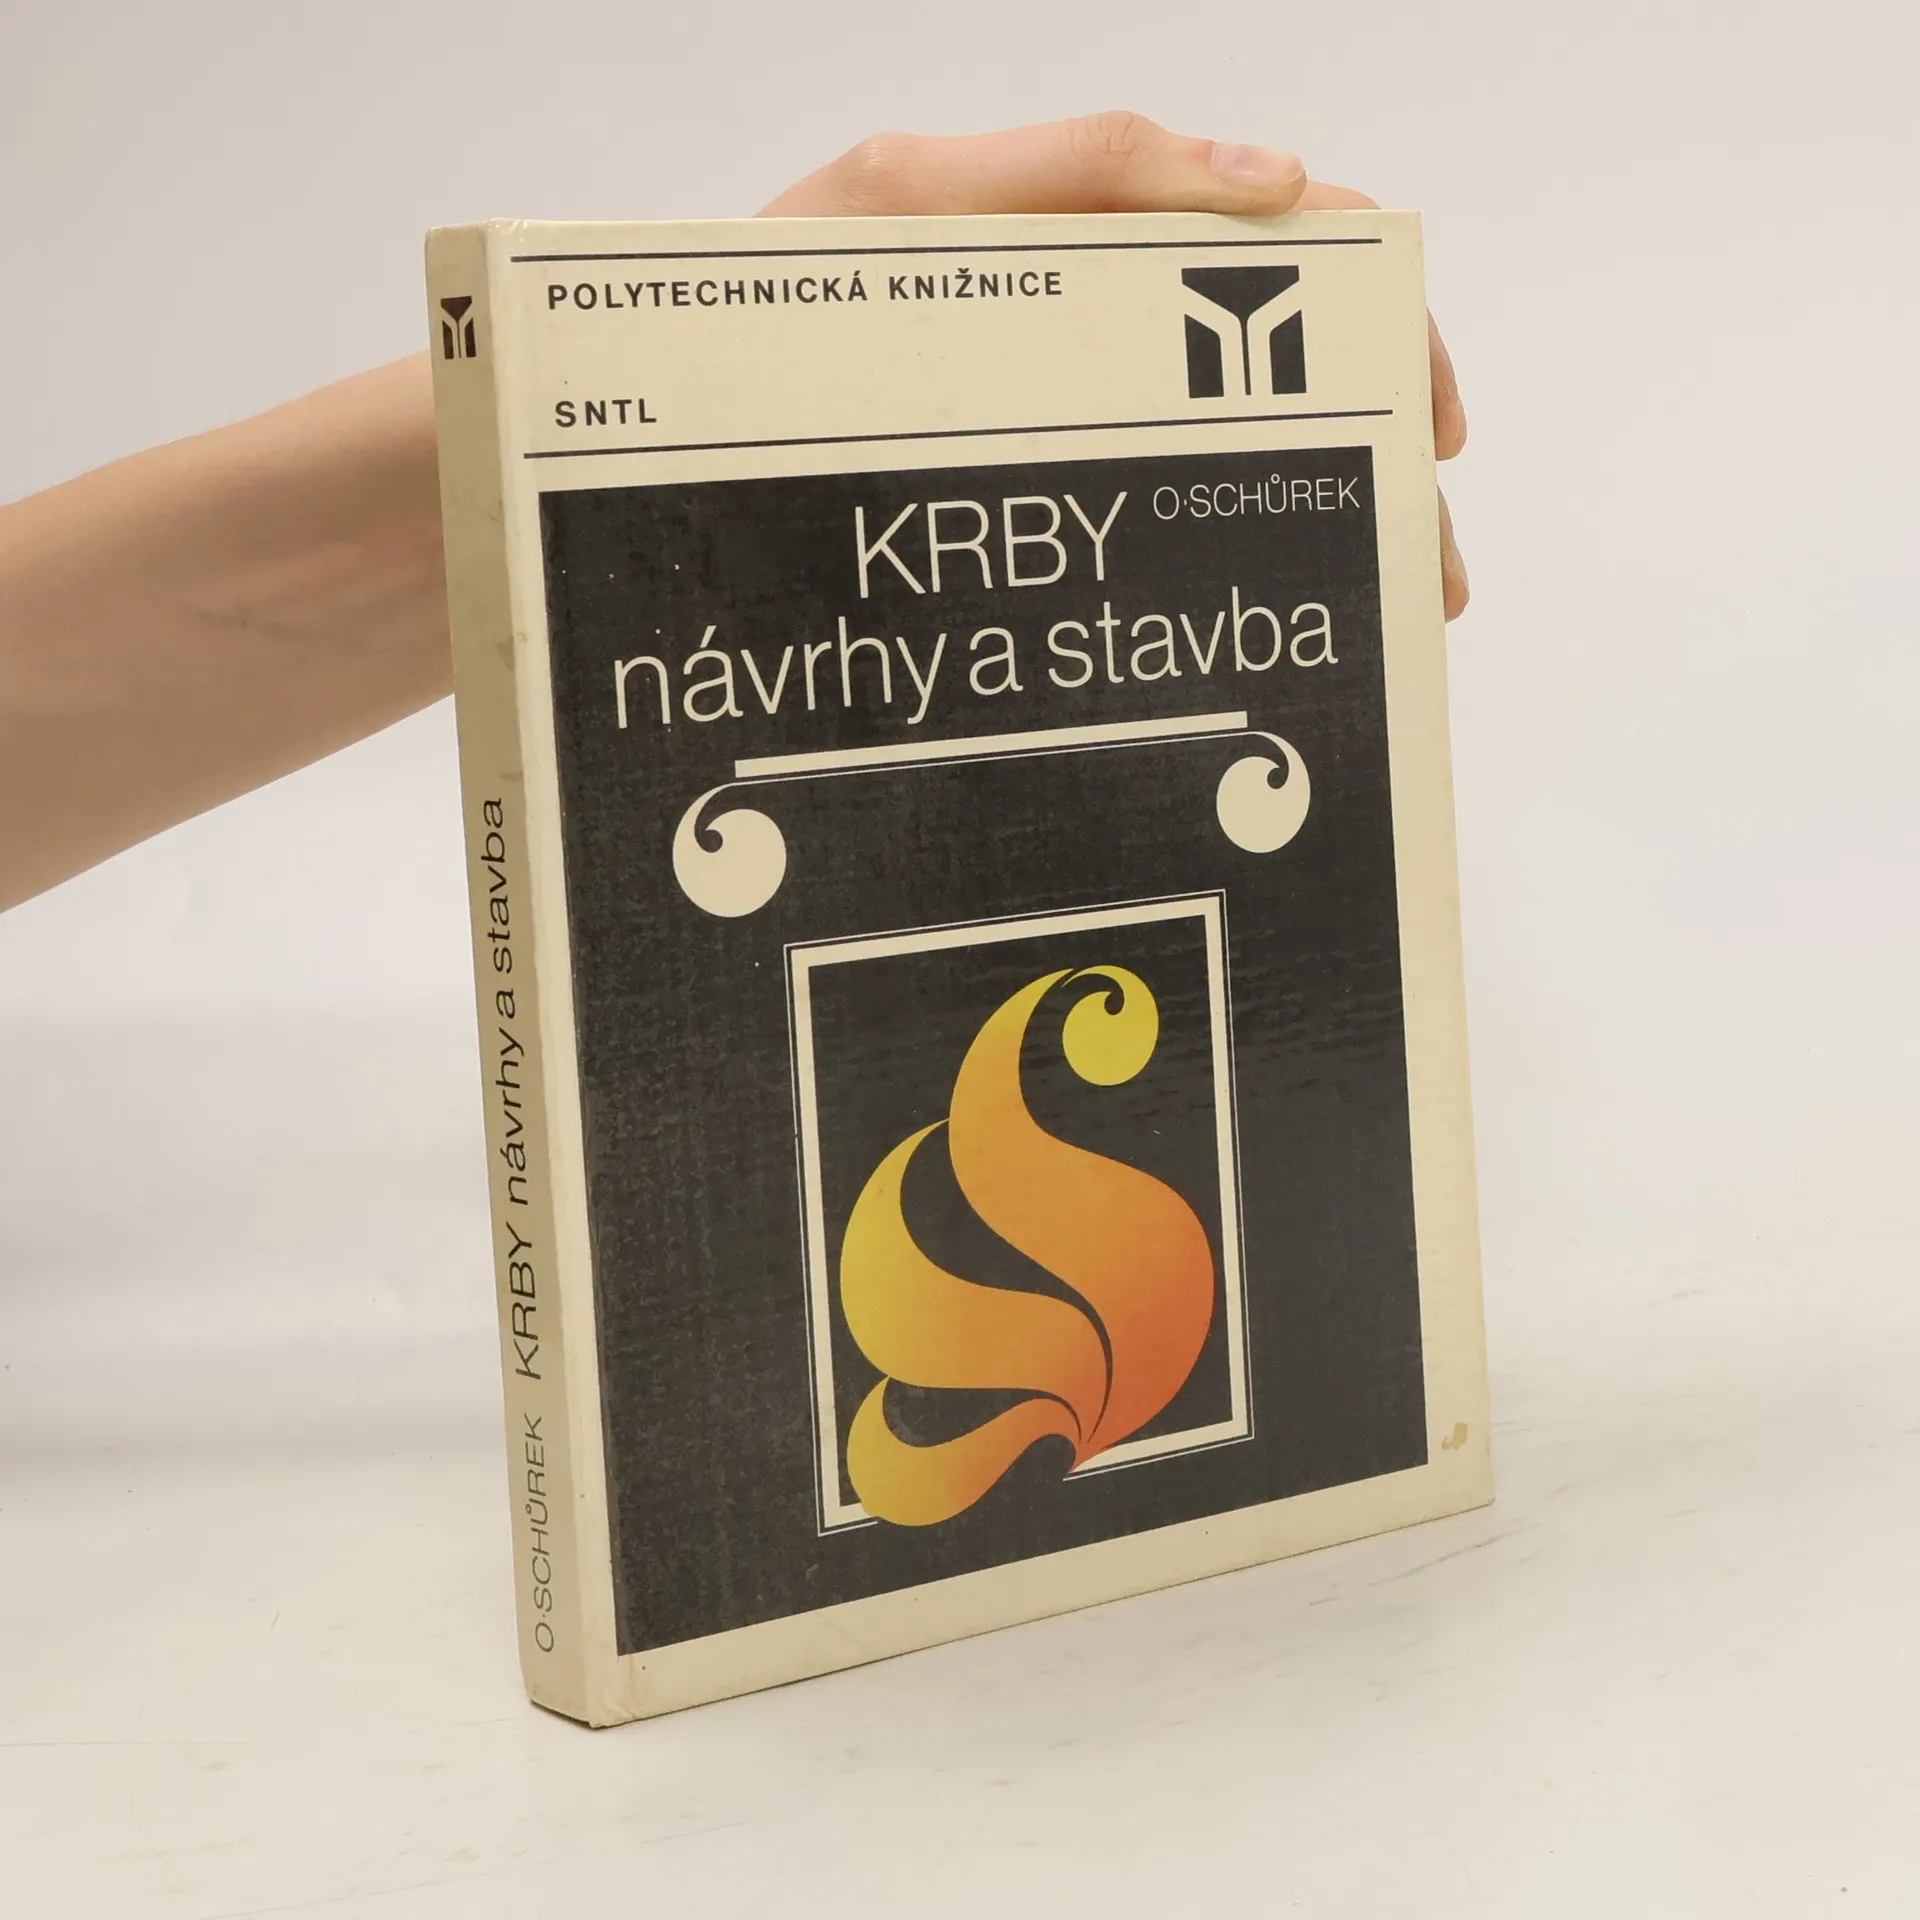 POLYTECHNICKÁ KNIŽNICE
SNTL
O·SCHŮREK
KRBY
návrhy a stavba
O·SCHŮREK KRBY návrhy a stavba